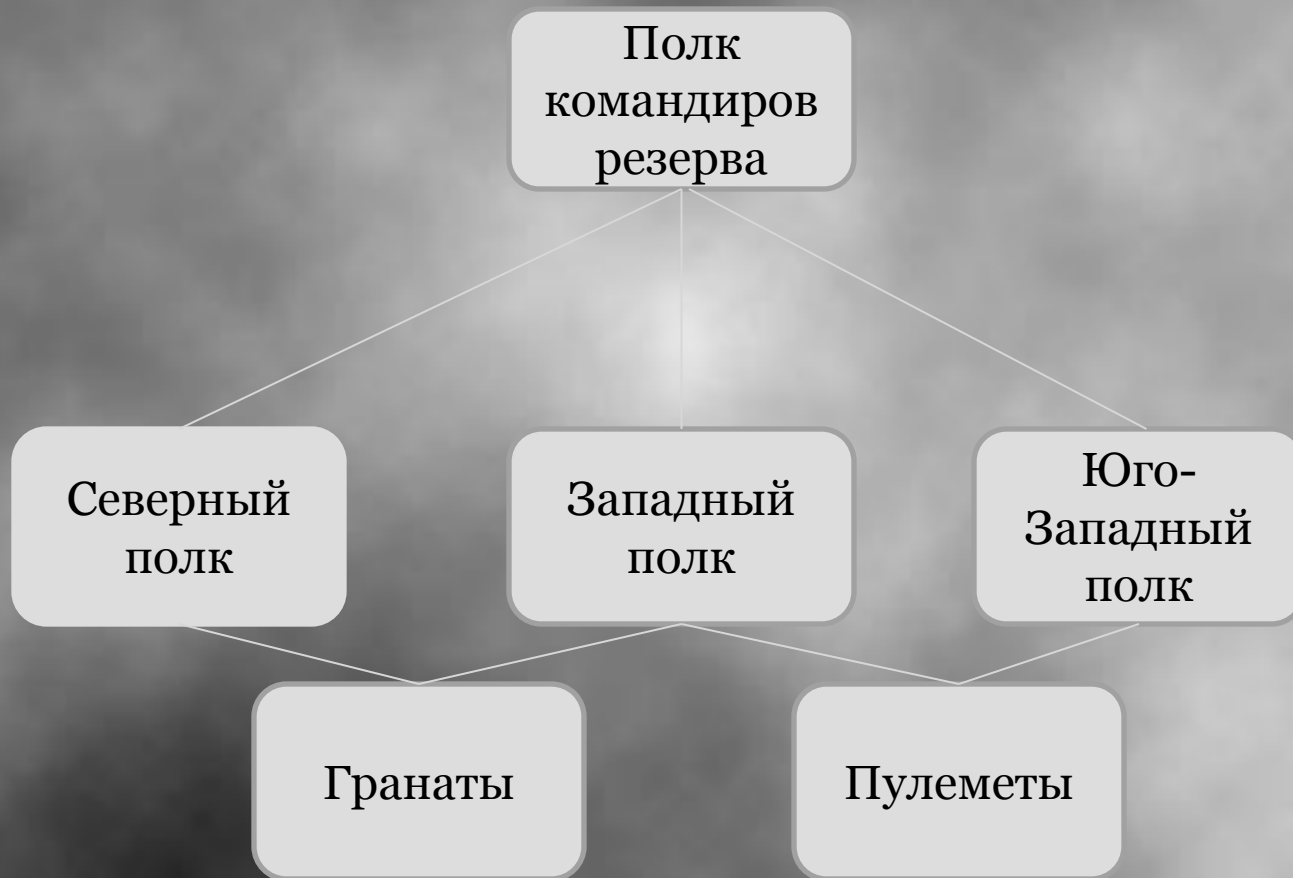 Полк
командиров
резерва
Северный
полк
Западный
полк
Юго-
Западный
полк
Гранаты
Пулеметы